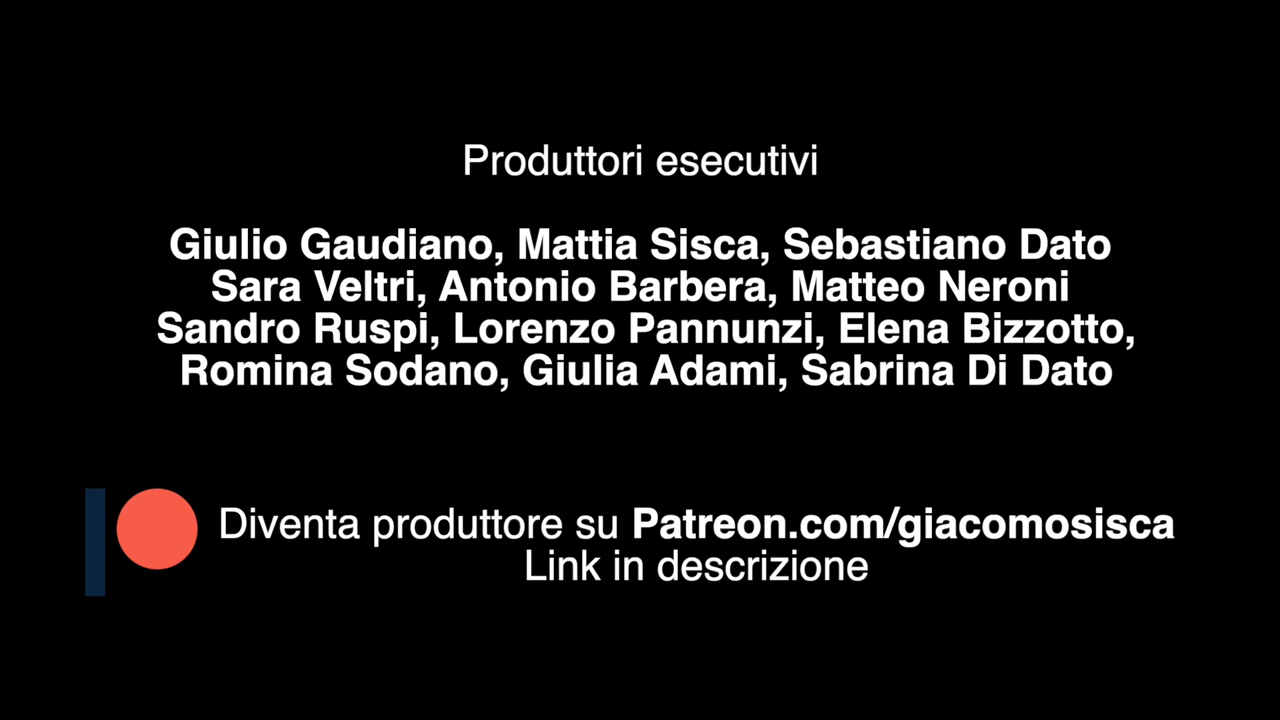 Produttori esecutivi
Giulio Gaudiano, Mattia Sisca, Sebastiano Dato
Sara Veltri, Antonio Barbera, Matteo Neroni
Sandro Ruspi, Lorenzo Pannunzi, Elena Bizzotto,
Romina Sodano, Giulia Adami, Sabrina Di Dato
Diventa produttore su Patreon.com/giacomosisca
Link in descrizione